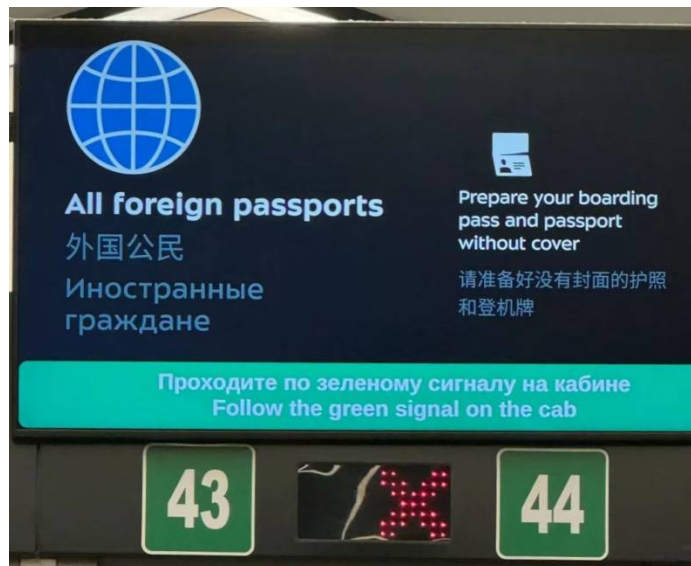 All foreign passports
外国公民
Иностранные
граждане
Prepare your boarding
pass and passport
without cover
请准备好没有封面的护照
和登机牌
Проходите по зеленому сигналу на кабине
Follow the green signal on the cab
43
44